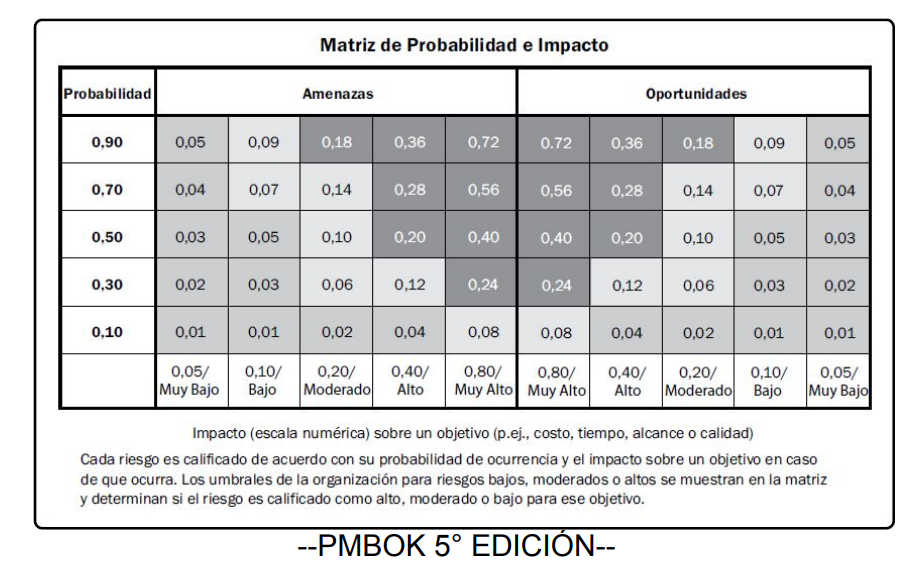 Matriz de Probabilidad e Impacto
Probabilidad Amenazas Oportunidades
0,90 0,05 0,09 0,18 0,36 0,72 0.72 0,36 0,18 0,09 0,05
0,70 0,04 0,07 0,14 0,28 0,56 0,56 0,28 0,14 0,07 0,04
0,50 0,03 0,05 0,10 0,20 0,40 0,40 0,20 0,10 0,05 0,03
0,30 0,02 0,03 0,06 0,12 0,24 0,24 0,12 0,06 0,03 0,02
0,10 0,01 0,01 0,02 0,04 0,08 0,08 0,04 0,02 0,01 0,01
0,05/ 0,10/ 0,20/ 0,40/ 0,80/ 0,80/ 0,40/ 0,20/ 0,10/ 0,05/
Muy Bajo Bajo Moderado Alto Muy Alto Muy Alto Alto Moderado Bajo Muy Bajo
Impacto (escala numérica) sobre un objetivo (p.ej., costo, tiempo, alcance o calidad)
Cada riesgo es calificado de acuerdo con su probabilidad de ocurrencia y el impacto sobre un objetivo en caso
de que ocurra. Los umbrales de la organización para riesgos bajos, moderados o altos se muestran en la matriz
y determinan si el riesgo es calificado como alto, moderado o bajo para ese objetivo.
--PMBOK 5° EDICIÓN--